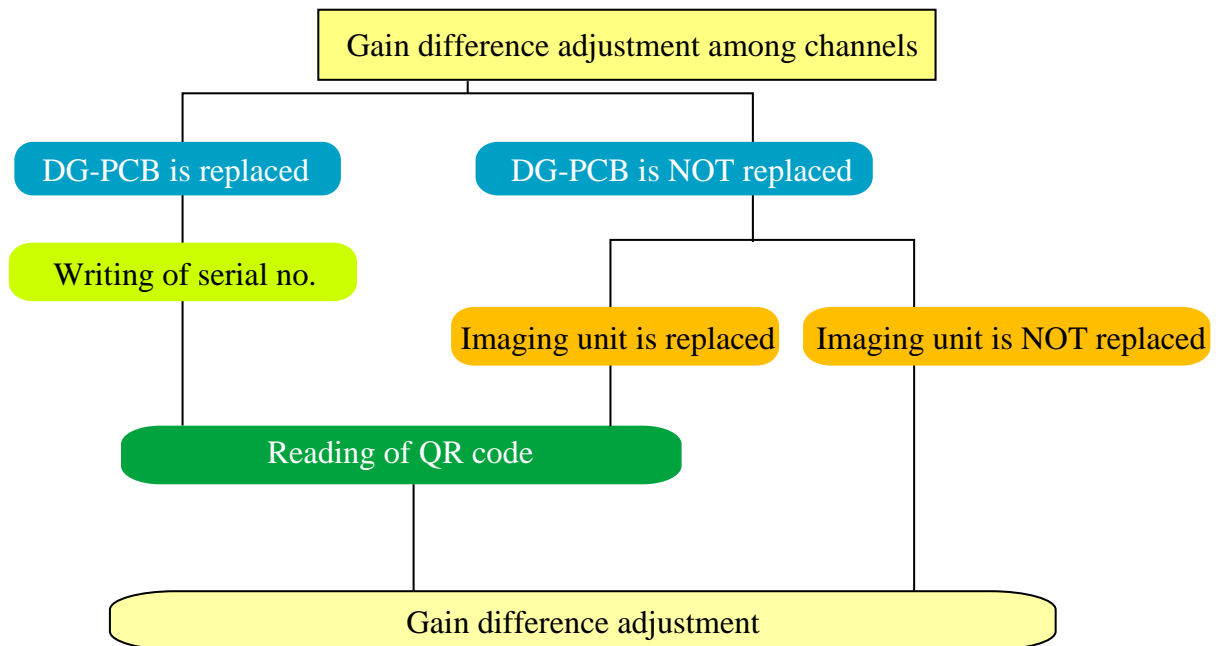 Gain difference adjustment among channels
DG-PCB is replaced
DG-PCB is NOT replaced
Writing of serial no.
Imaging unit is replaced
Imaging unit is NOT replaced
Reading of QR code
Gain difference adjustment